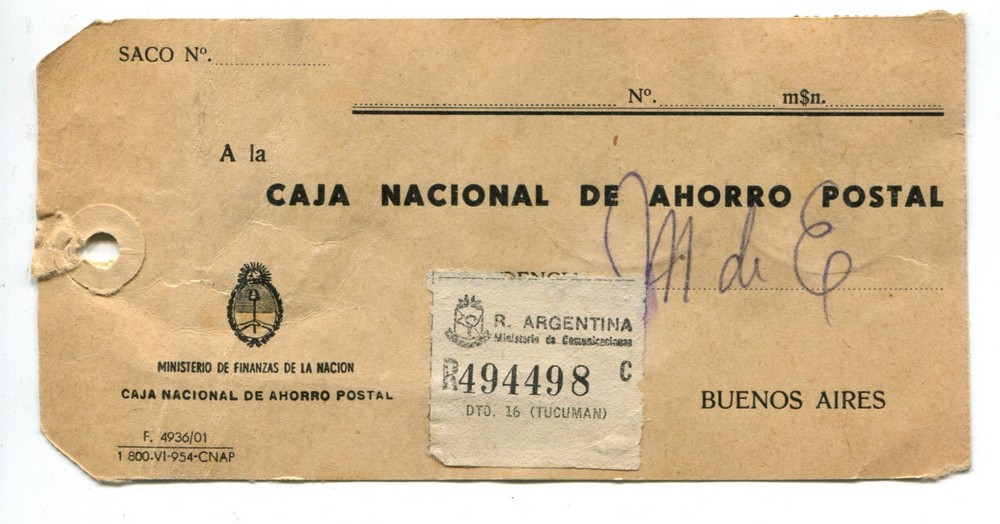 SACO Nº.
Nº. m$n.
A la
CAJA NACIONAL DE AHORRO POSTAL
M de E
R. ARGENTINA
Ministerio de Comunicaciones
R494498 C
DTO. 16 (TUCUMAN)
MINISTERIO DE FINANZAS DE LA NACION
CAJA NACIONAL DE AHORRO POSTAL
BUENOS AIRES
F. 4936/01
1 800-VI-954-CNAP